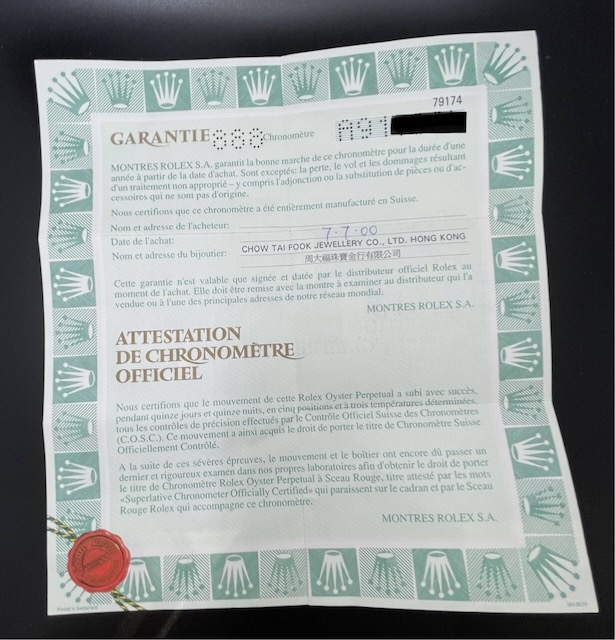 79174
GARANTIE 888 Chronomètre A91
MONTRES ROLEX S.A. garantit la bonne marche de ce chronomètre pour la durée d'une
année à partir de la date d'achat. Sont exceptés: la perte, le vol et les dommages résultant
d'un traitement non approprié – y compris l'adjonction ou la substitution de pièces ou d'ac-
cessoires qui ne sont pas d'origine.
Nous certifions que ce chronomètre a été entièrement manufacturé en Suisse.
Nom et adresse de l'acheteur:
Date de l'achat: 7.7.00
Nom et adresse du bijoutier: CHOW TAI FOOK JEWELLERY CO., LTD. HONG KONG
周大福珠寶金行有限公司
Cette garantie n'est valable que signée et datée par le distributeur officiel Rolex au
moment de l'achat. Elle doit être remise avec la montre à examiner au distributeur qui l'a
vendue ou à l'une des principales adresses de notre réseau mondial.
MONTRES ROLEX S.A.
ATTESTATION
DE CHRONOMÈTRE
OFFICIEL
Nous certifions que le mouvement de cette Rolex Oyster Perpetual a subi avec succès,
pendant quinze jours et quinze nuits, en cinq positions et à trois températures déterminées,
tous les contrôles de précision effectués par le Contrôle Officiel Suisse des Chronomètres
(C.O.S.C.). Ce mouvement a ainsi acquis le droit de porter le titre de Chronomètre Suisse
Officiellement Contrôlé.
A la suite de ces sévères épreuves, le mouvement et le boîtier ont encore dû passer un
dernier et rigoureux examen dans nos propres laboratoires afin d'obtenir le droit de porter
le titre de Chronomètre Rolex Oyster Perpetual à Sceau Rouge, titre attesté par les mots
«Superlative Chronometer Officially Certified» qui paraissent sur le cadran et par le Sceau
Rouge Rolex qui accompagne ce chronomètre.
MONTRES ROLEX S.A.
Printed in Switzerland